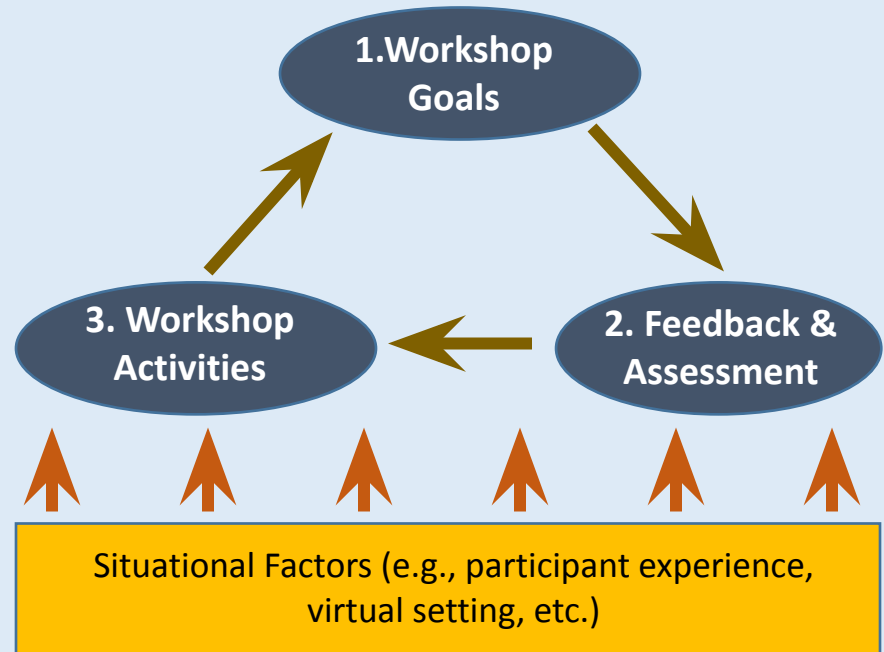 1.Workshop
Goals
3. Workshop
Activities
2. Feedback &
Assessment
Situational Factors (e.g., participant experience,
virtual setting, etc.)